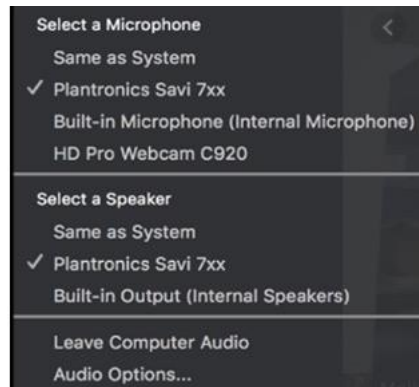 Select a Microphone
Same as System
✓ Plantronics Savi 7xx
Built-in Microphone (Internal Microphone)
HD Pro Webcam C920
Select a Speaker
Same as System
✓ Plantronics Savi 7xx
Built-in Output (Internal Speakers)
Leave Computer Audio
Audio Options...